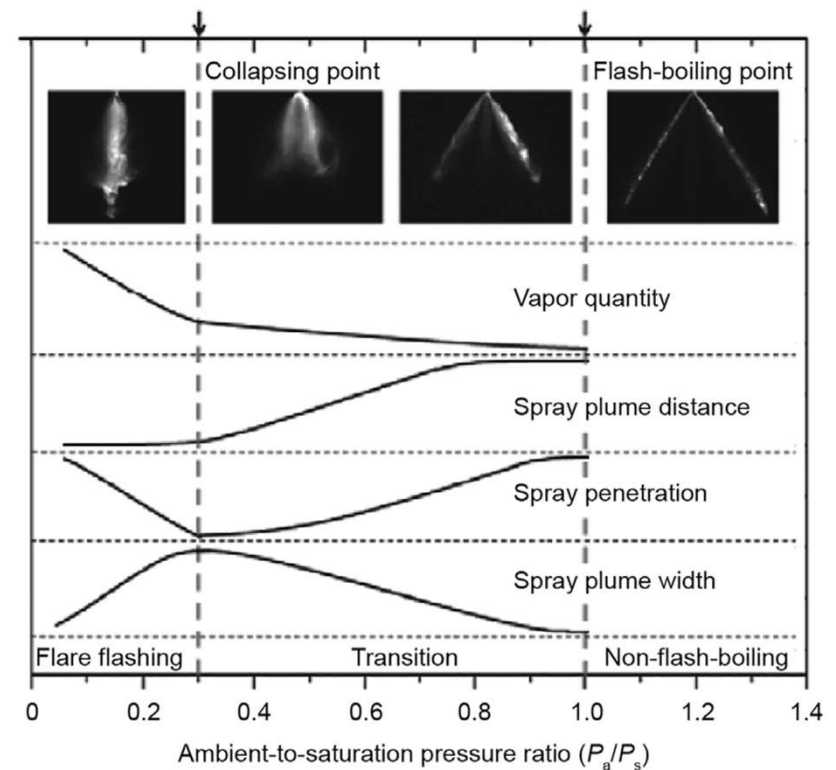 Collapsing point
Flash-boiling point
Vapor quantity
Spray plume distance
Spray penetration
Spray plume width
Flare flashing
Transition
Non-flash-boiling
0
0.2
0.4
0.6
0.8
1.0
1.2
1.4
Ambient-to-saturation pressure ratio (Pa/Ps)